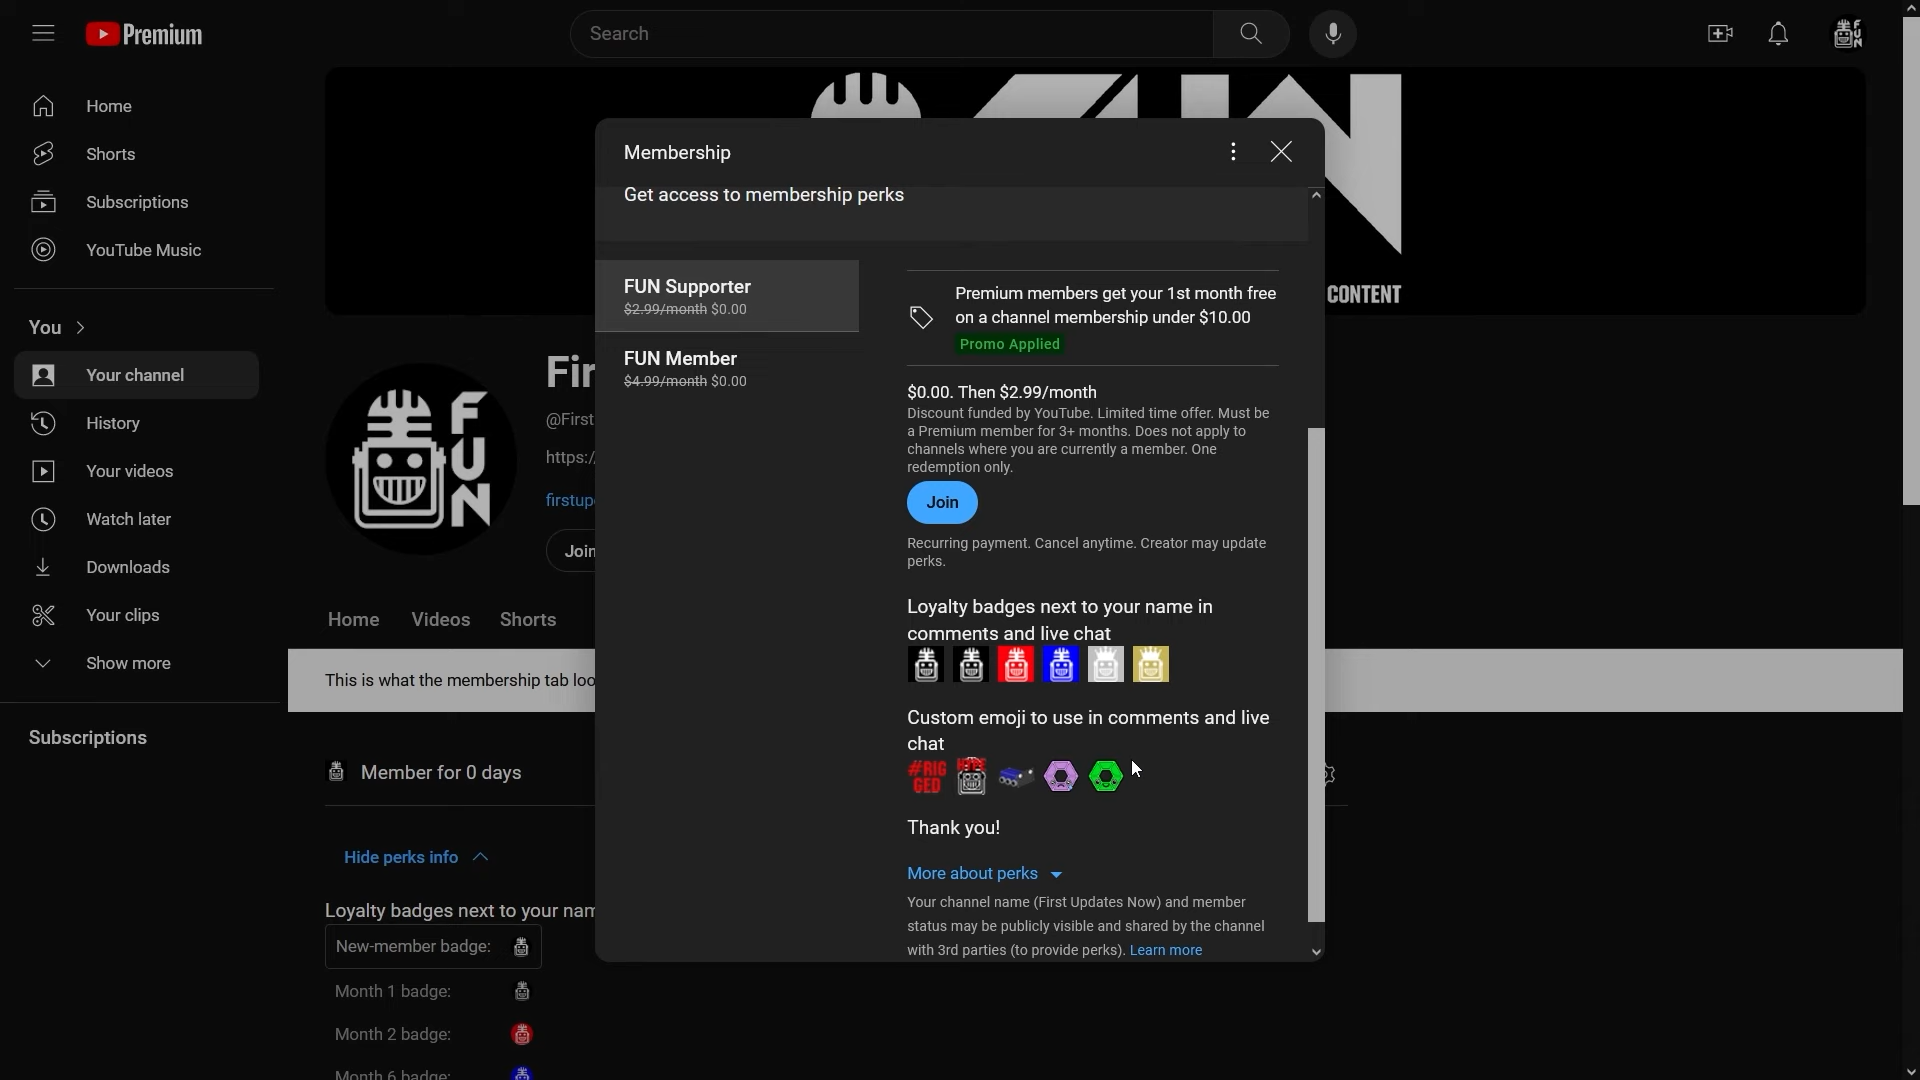 Premium
Search
Home
Shorts
Subscriptions
YouTube Music
You
Your channel
History
Your videos
Watch later
Downloads
Your clips
Show more
Subscriptions
CONTENT
FUN
Fir
@First
https:/
firstup
Join
Home Videos Shorts
This is what the membership tab loo
Member for 0 days
Hide perks info
Loyalty badges next to your nam
New-member badge:
Month 1 badge:
Month 2 badge:
Month 6 badge:
Membership
Get access to membership perks
FUN Supporter
$2.99/month $0.00
FUN Member
$4.99/month $0.00
Premium members get your 1st month free
on a channel membership under $10.00
Promo Applied
$0.00. Then $2.99/month
Discount funded by YouTube. Limited time offer. Must be
a Premium member for 3+ months. Does not apply to
channels where you are currently a member. One
redemption only.
Join
Recurring payment. Cancel anytime. Creator may update
perks.
Loyalty badges next to your name in
comments and live chat
Custom emoji to use in comments and live
chat
#RIG
GED
HYPE
Thank you!
More about perks
Your channel name (First Updates Now) and member
status may be publicly visible and shared by the channel
with 3rd parties (to provide perks). Learn more